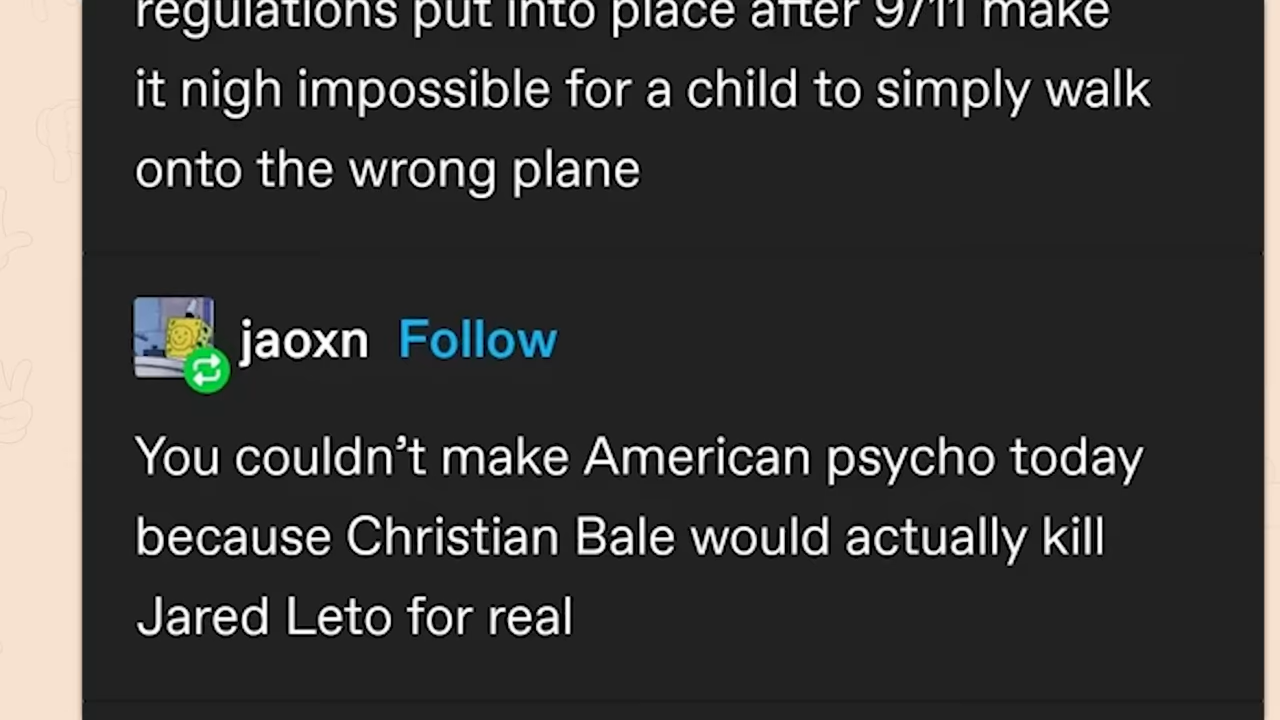 regulations put into place after 9/11 make
it nigh impossible for a child to simply walk
onto the wrong plane
jaoxn Follow
You couldn’t make American psycho today
because Christian Bale would actually kill
Jared Leto for real